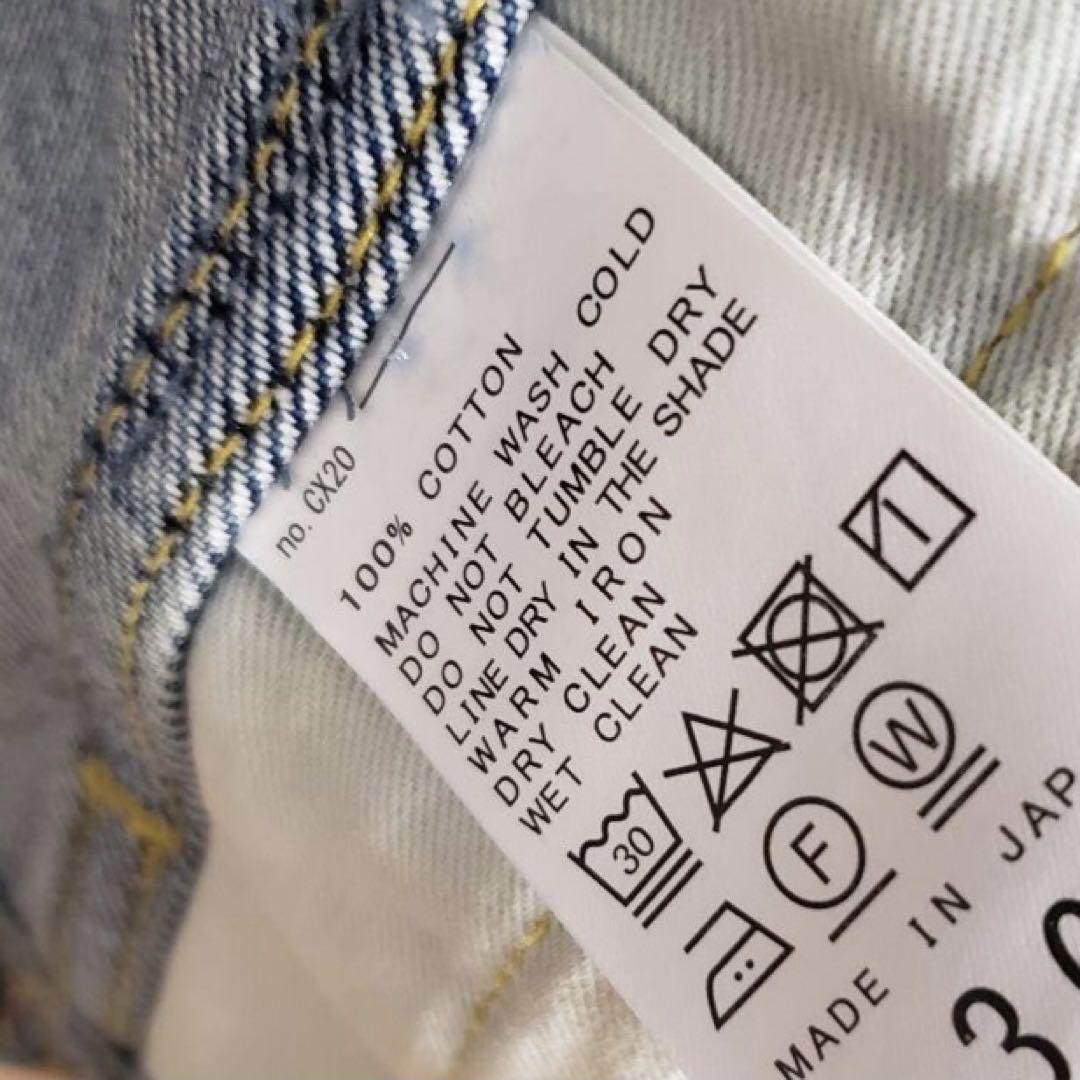 no. CX20
100% COTTON
MACHINE WASH COLD
DO NOT BLEACH
DO NOT TUMBLE DRY
LINE DRY IN THE SHADE
WARM IRON
DRY CLEAN
WET CLEAN
30
F
W
MADE IN JAP
3